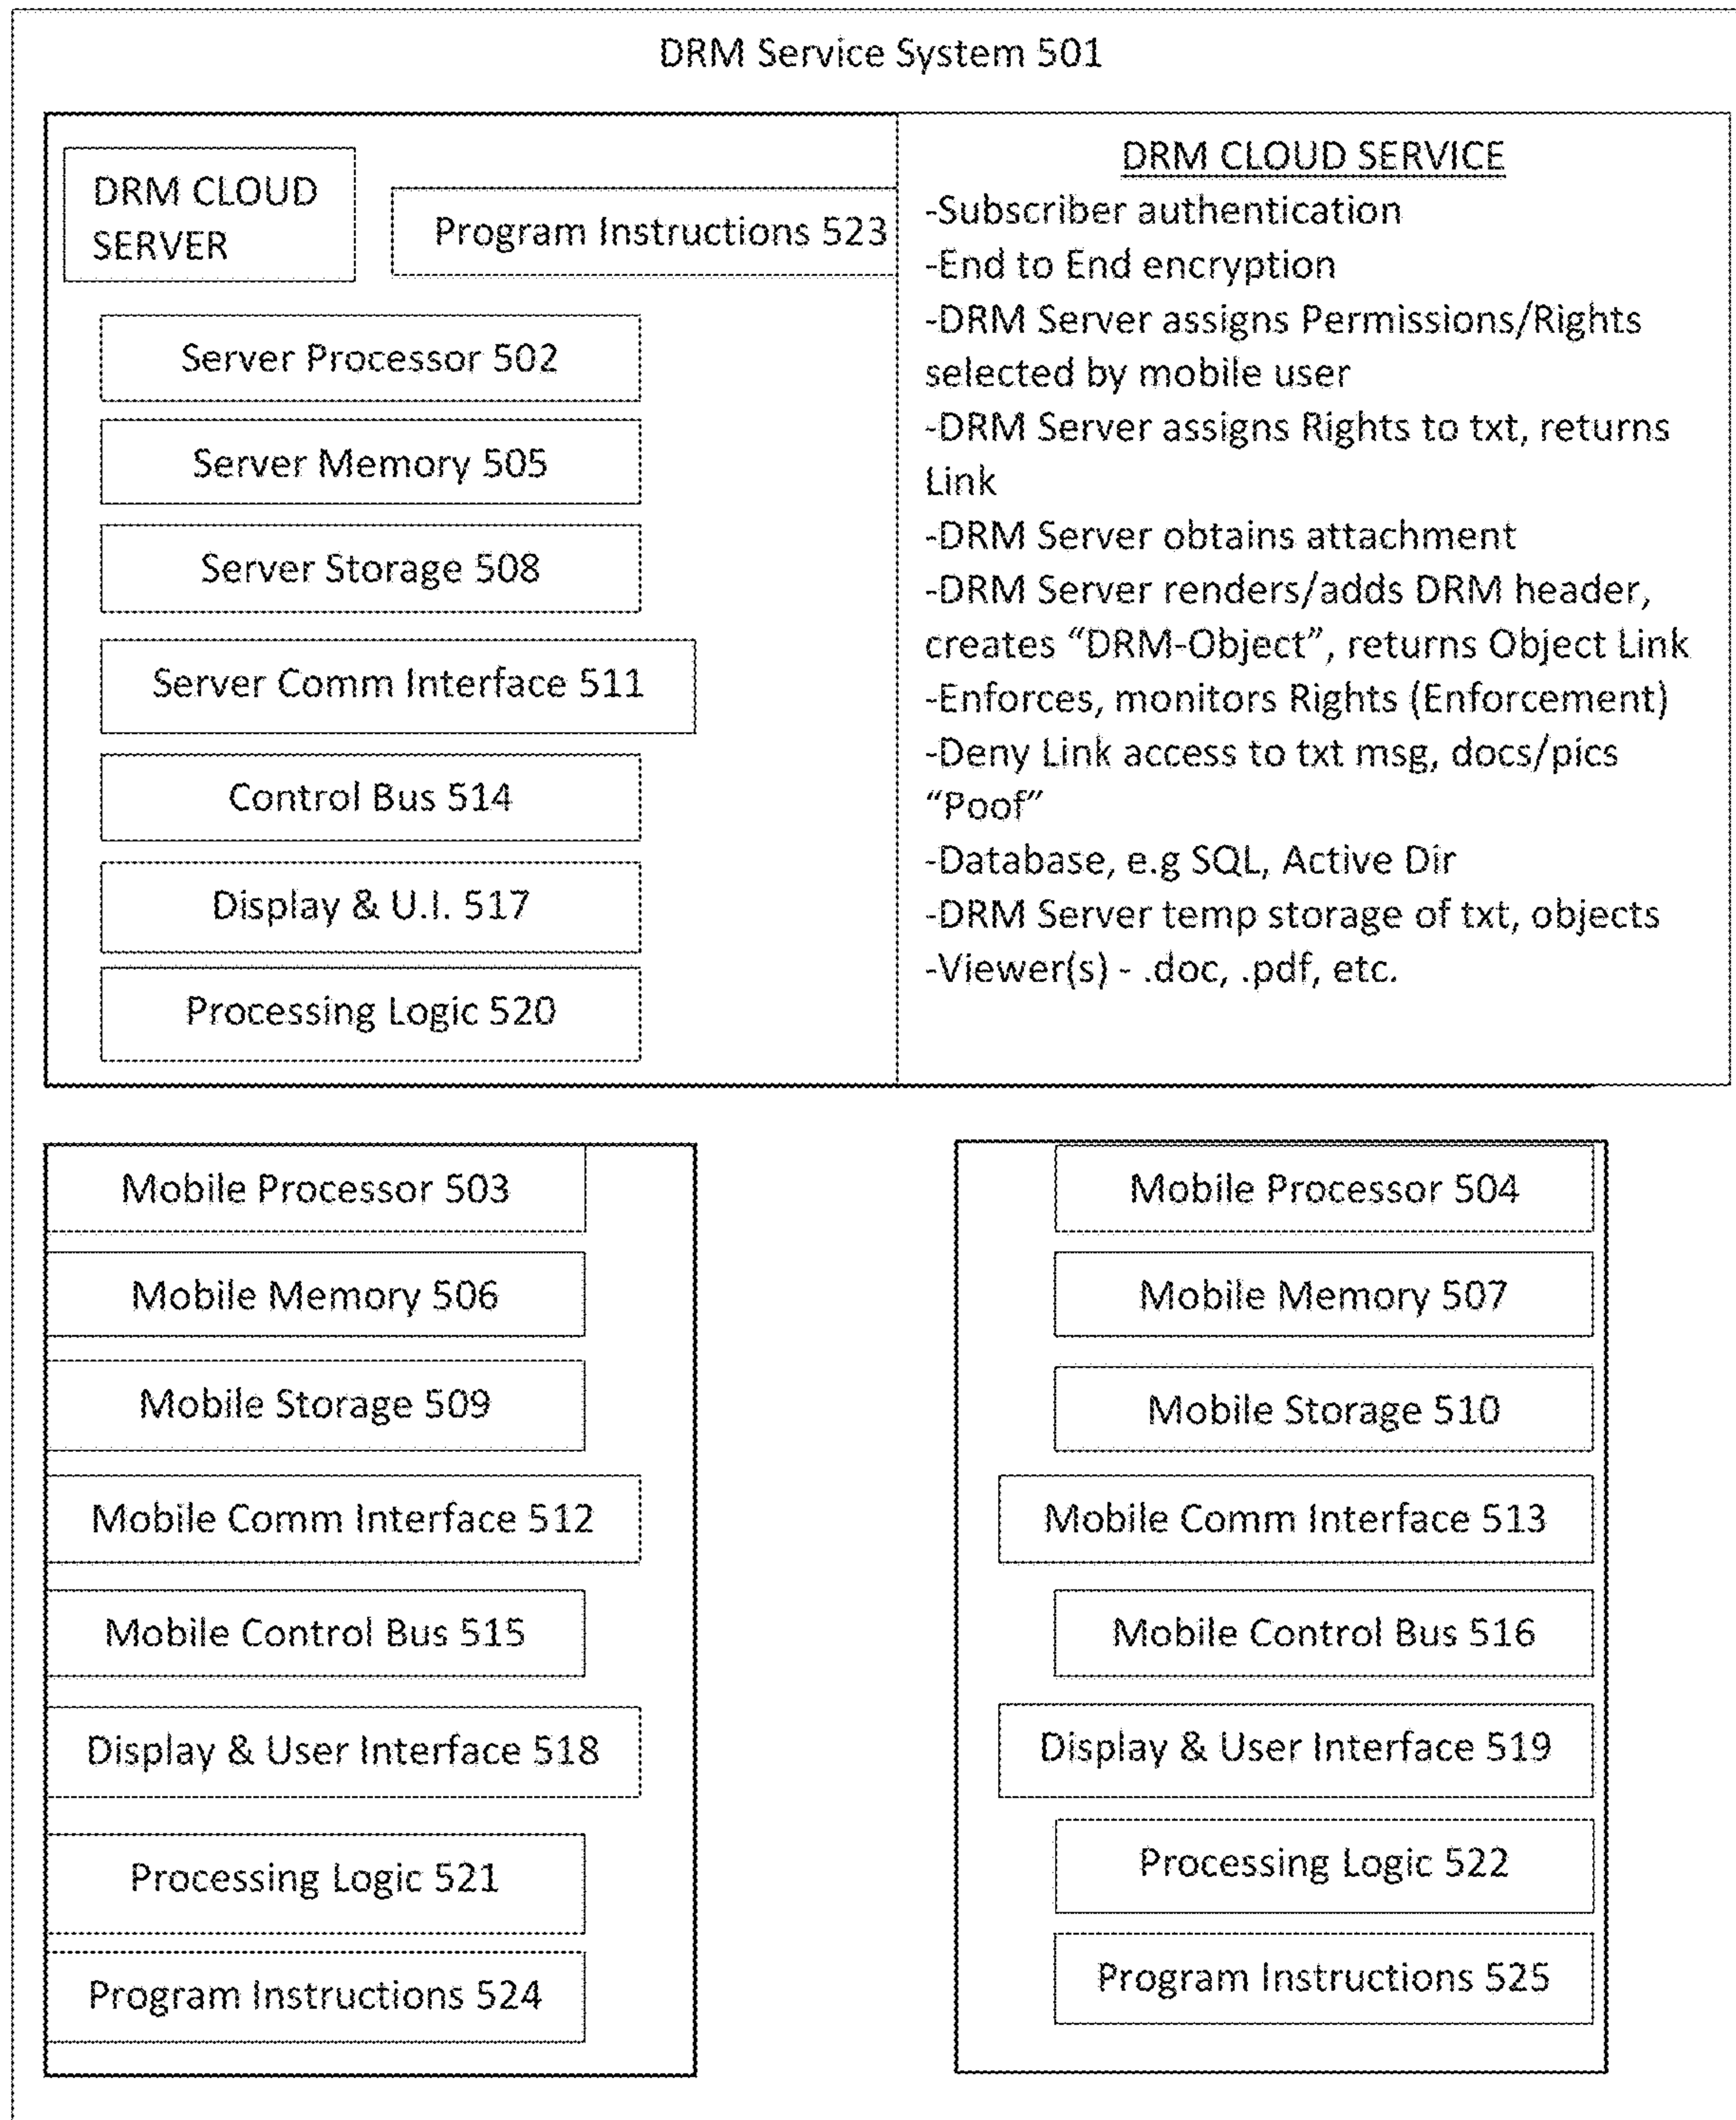 DRM Service System 501
DRM CLOUD
SERVER
Program Instructions 523
Server Processor 502
Server Memory 505
Server Storage 508
Server Comm Interface 511
Control Bus 514
Display & U.I. 517
Processing Logic 520
DRM CLOUD SERVICE
-Subscriber authentication
-End to End encryption
-DRM Server assigns Permissions/Rights
selected by mobile user
-DRM Server assigns Rights to txt, returns
Link
-DRM Server obtains attachment
-DRM Server renders/adds DRM header,
creates “DRM-Object”, returns Object Link
-Enforces, monitors Rights (Enforcement)
-Deny Link access to txt msg, docs/pics
“Poof”
-Database, e.g SQL, Active Dir
-DRM Server temp storage of txt, objects
-Viewer(s) - .doc, .pdf, etc.
Mobile Processor 503
Mobile Memory 506
Mobile Storage 509
Mobile Comm Interface 512
Mobile Control Bus 515
Display & User Interface 518
Processing Logic 521
Program Instructions 524
Mobile Processor 504
Mobile Memory 507
Mobile Storage 510
Mobile Comm Interface 513
Mobile Control Bus 516
Display & User Interface 519
Processing Logic 522
Program Instructions 525